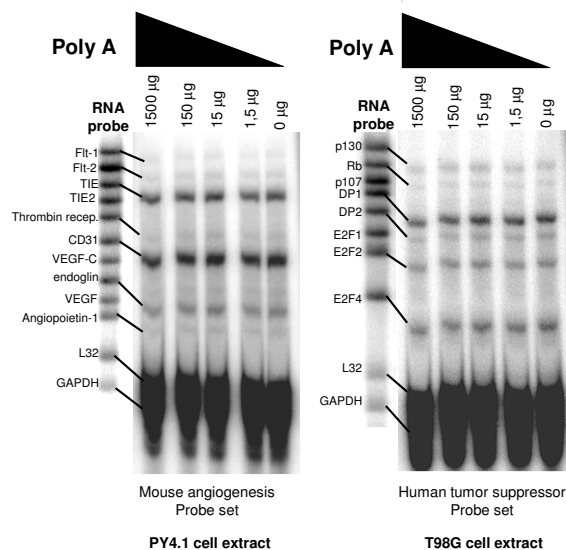 Poly A
1500 µg
150 µg
15 µg
1,5 µg
0 µg
RNA
probe
Flt-1
Flt-2
TIE
TIE2
Thrombin recep.
CD31
VEGF-C
endoglin
VEGF
Angiopoietin-1
L32
GAPDH
Mouse angiogenesis
Probe set
PY4.1 cell extract
Poly A
1500 µg
150 µg
15 µg
1,5 µg
0 µg
RNA
probe
p130
Rb
p107
DP1
DP2
E2F1
E2F2
E2F4
L32
GAPDH
Human tumor suppressor
Probe set
T98G cell extract